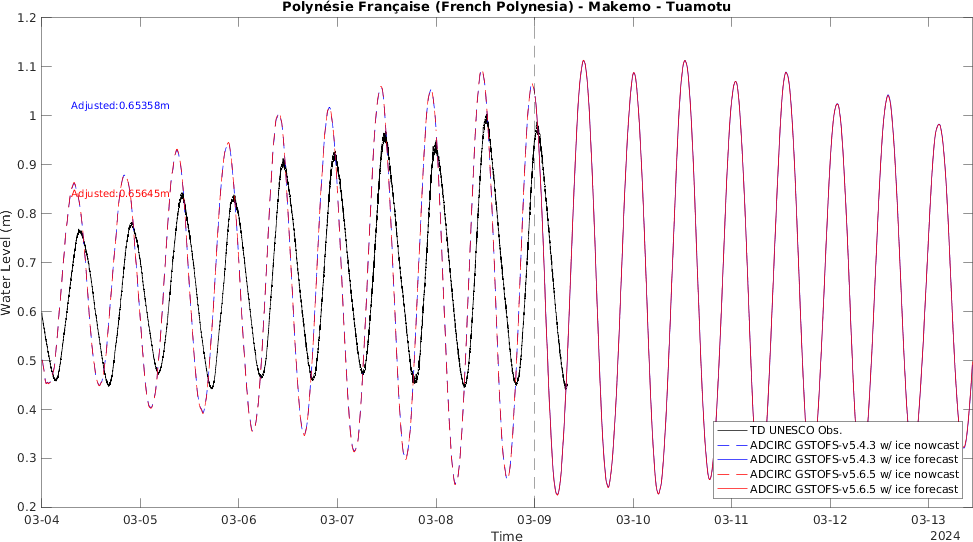 Polynésie Française (French Polynesia) - Makemo - Tuamotu
1.2
1.1
1
0.9
0.8
0.7
0.6
0.5
0.4
0.3
0.2
Water Level (m)
Adjusted:0.65358m
Adjusted:0.65645m
TD UNESCO Obs.
ADCIRC GSTOFS-v5.4.3 w/ ice nowcast
ADCIRC GSTOFS-v5.4.3 w/ ice forecast
ADCIRC GSTOFS-v5.6.5 w/ ice nowcast
ADCIRC GSTOFS-v5.6.5 w/ ice forecast
03-04 03-05 03-06 03-07 03-08 03-09 03-10 03-11 03-12 03-13
2024
Time